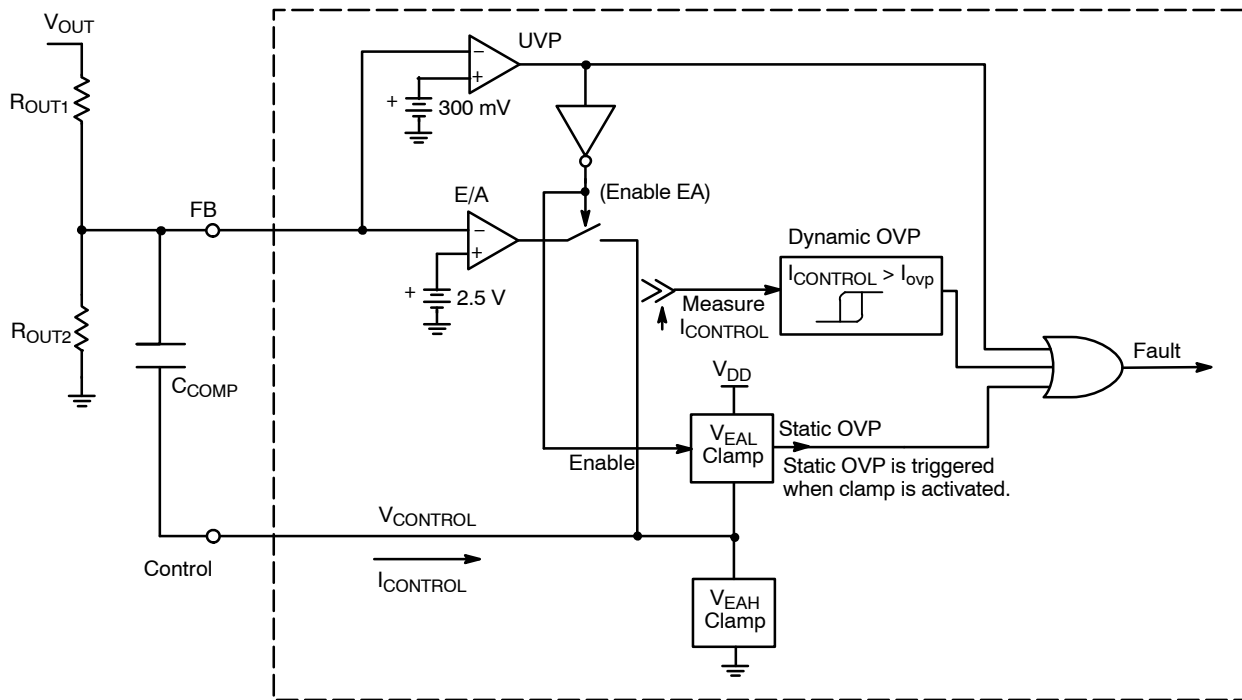 VOUT
UVP
ROUT1
+
−
+
300 mV
(Enable EA)
E/A
FB
−
+
+
2.5 V
Dynamic OVP
ICONTROL > Iovp
Measure
ICONTROL
ROUT2
CCOMP
Fault
VDD
VEAL
Clamp
Static OVP
Enable
Static OVP is triggered
when clamp is activated.
VCONTROL
Control
ICONTROL
VEAH
Clamp